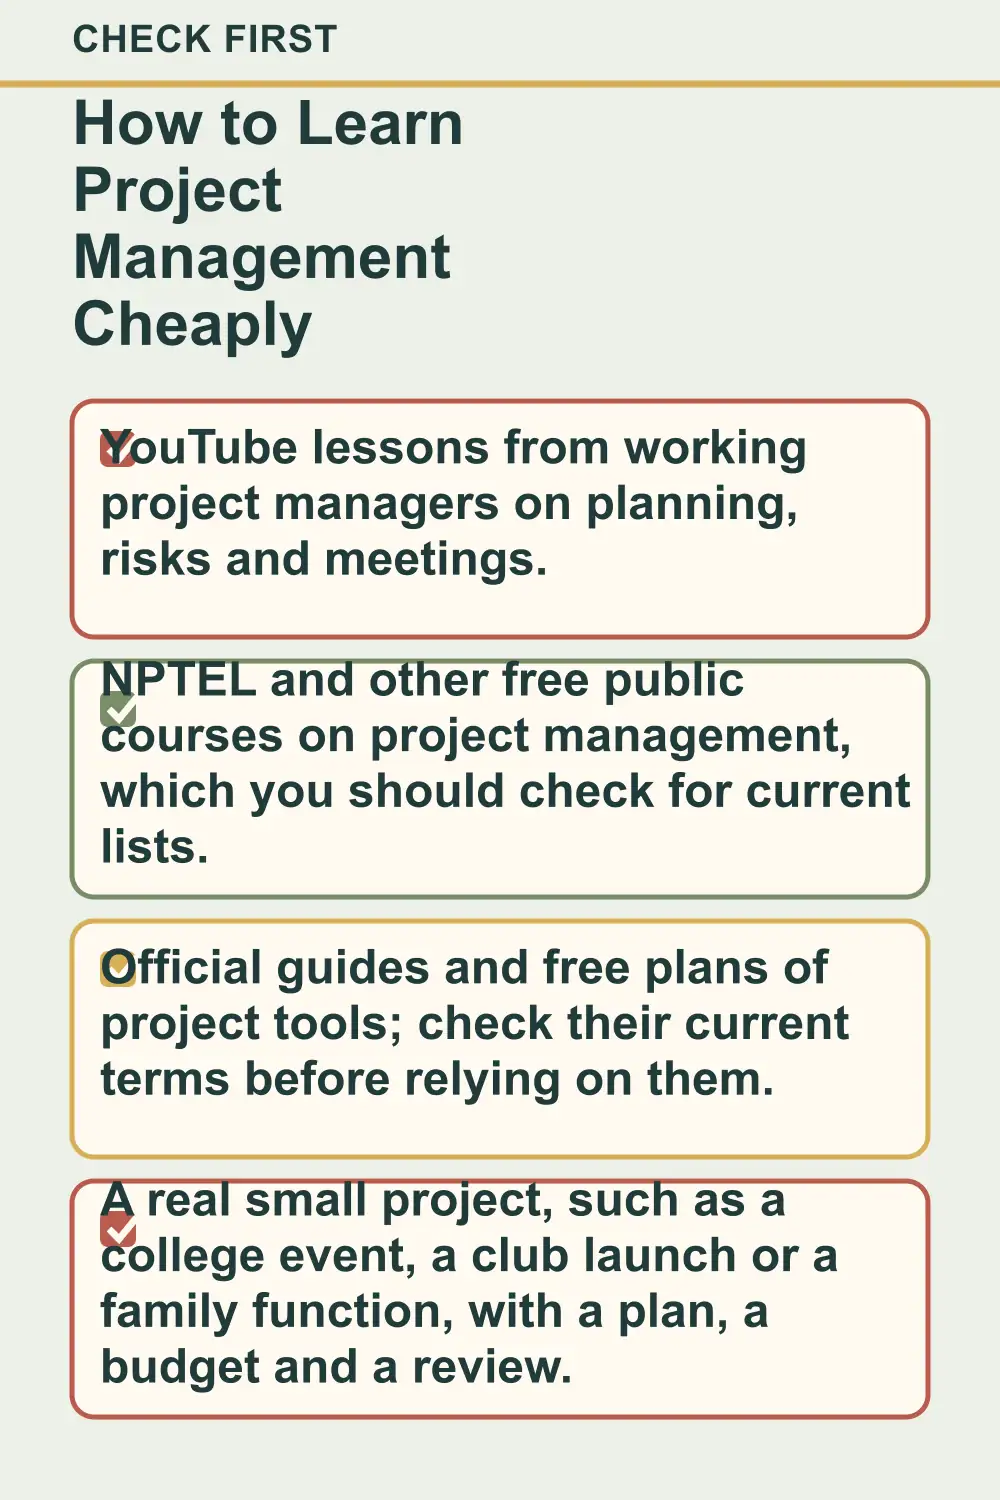 CHECK FIRST
How to Learn
Project
Management
Cheaply
YouTube lessons from working
project managers on planning,
risks and meetings.
NPTEL and other free public
courses on project management,
which you should check for current
lists.
Official guides and free plans of
project tools; check their current
terms before relying on them.
A real small project, such as a
college event, a club launch or a
family function, with a plan, a
budget and a review.